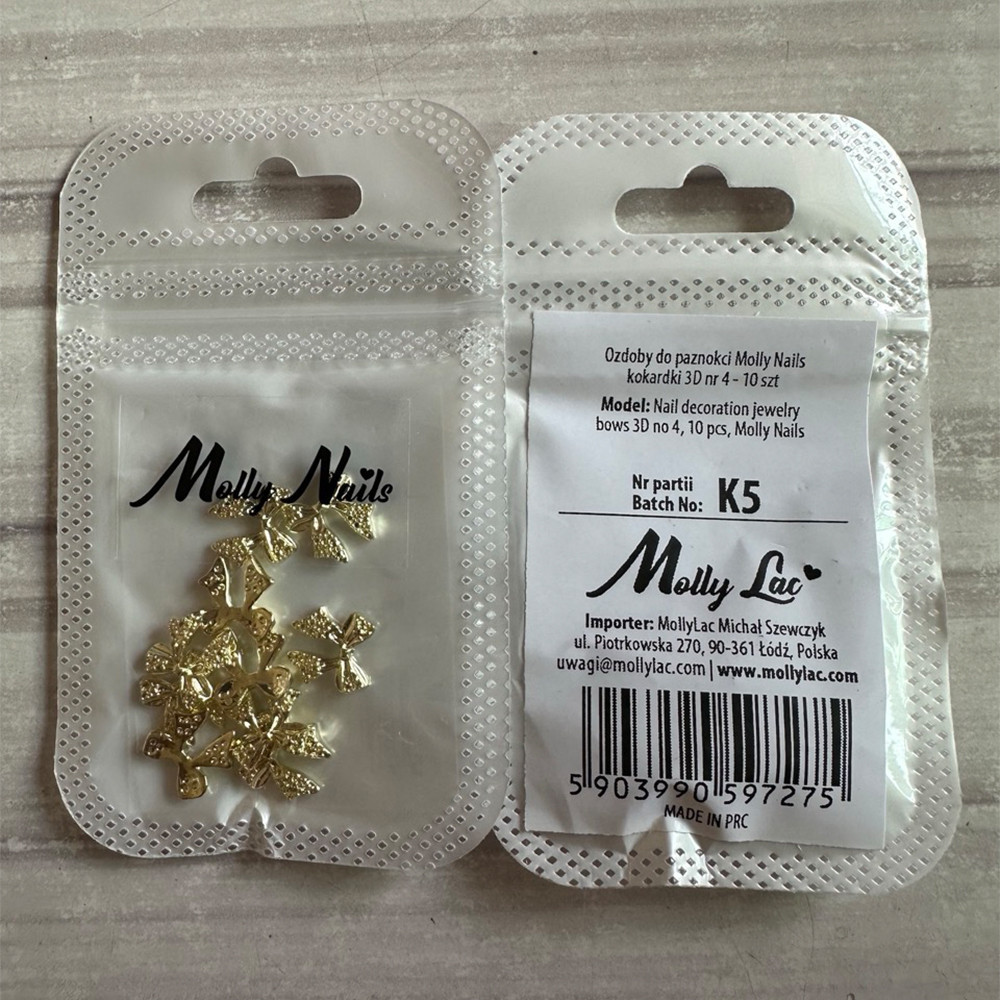 Molly Nails
Ozdoby do paznokci Molly Nails
kokardki 3D nr 4 - 10 szt
Model: Nail decoration jewelry
bows 3D no 4, 10 pcs, Molly Nails
Nr partii
Batch No: K5
Molly Lac
Importer: MollyLac Michał Szewczyk
ul. Piotrkowska 270, 90-361 Łódź, Polska
uwagi@mollylac.com | www.mollylac.com
5 903990 597275
MADE IN PRC